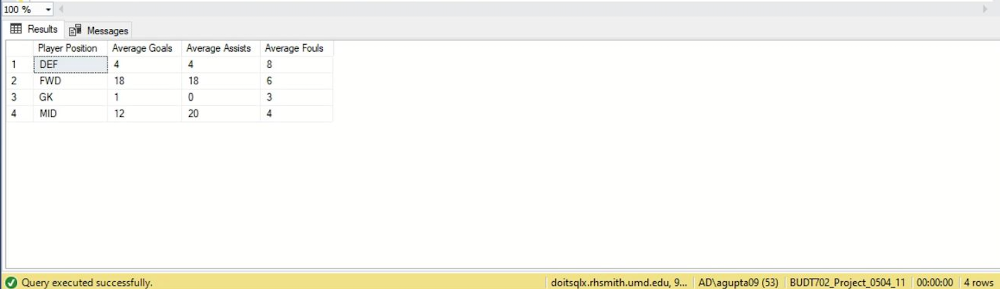 100 %
Results Messages
Player Position Average Goals Average Assists Average Fouls
1 DEF 4 4 8
2 FWD 18 18 6
3 GK 1 0 3
4 MID 12 20 4
Query executed successfully. doitsqlx.rhsmith.umd.edu, 9... AD\agupta09 (53) BUDT702_Project_0504_11 00:00:00 4 rows